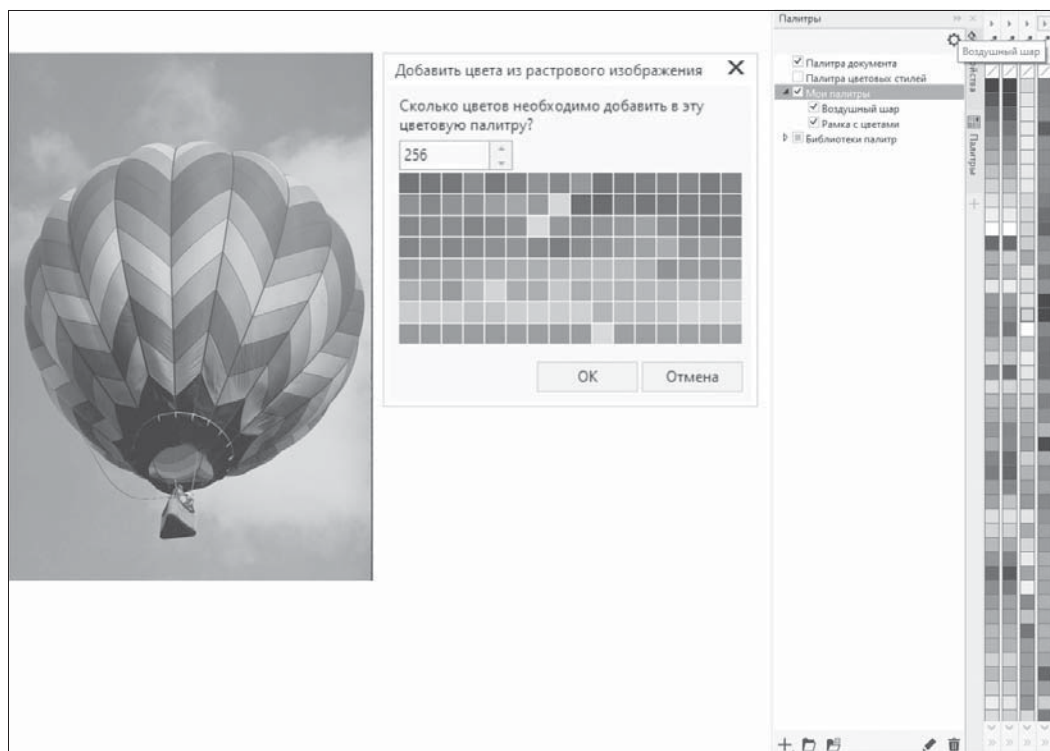 Палитры
Воздушный шар
Палитра документа
Палитра цветовых стилей
Мои палитры
Воздушный шар
Рамка с цветами
Библиотеки палитр
Палитры
Добавить цвета из растрового изображения
Сколько цветов необходимо добавить в эту
цветовую палитру?
256
ОК
Отмена